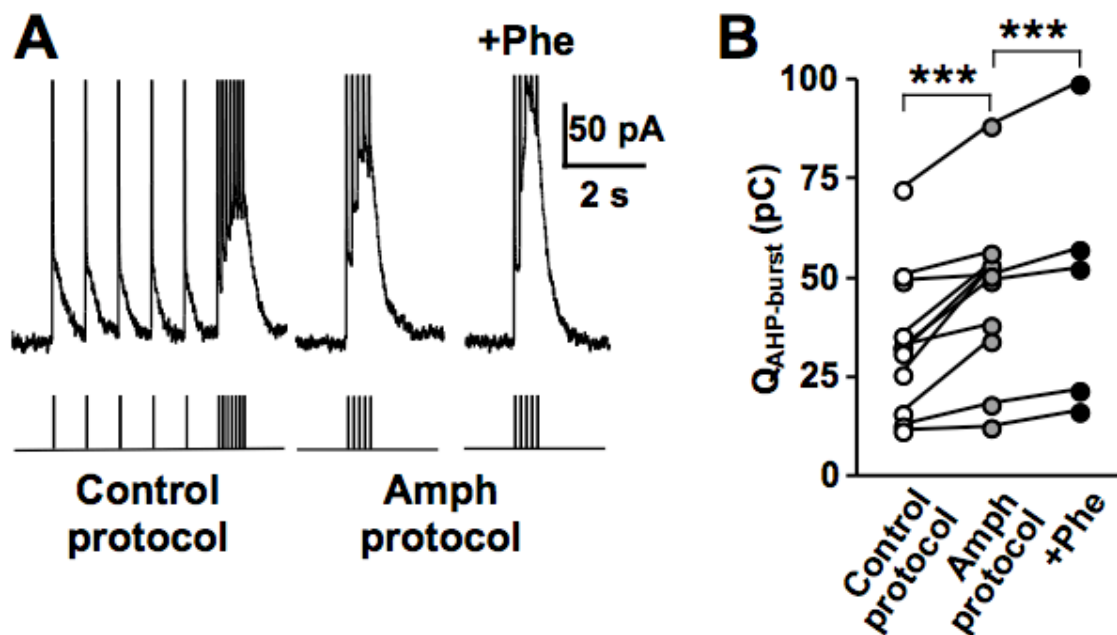 A
+Phe
50 pA
2 s
Control
protocol
Amph
protocol
B
***
***
100
75
50
25
0
Q AHP-burst (pC)
Control
protocol
Amph
protocol
+Phe